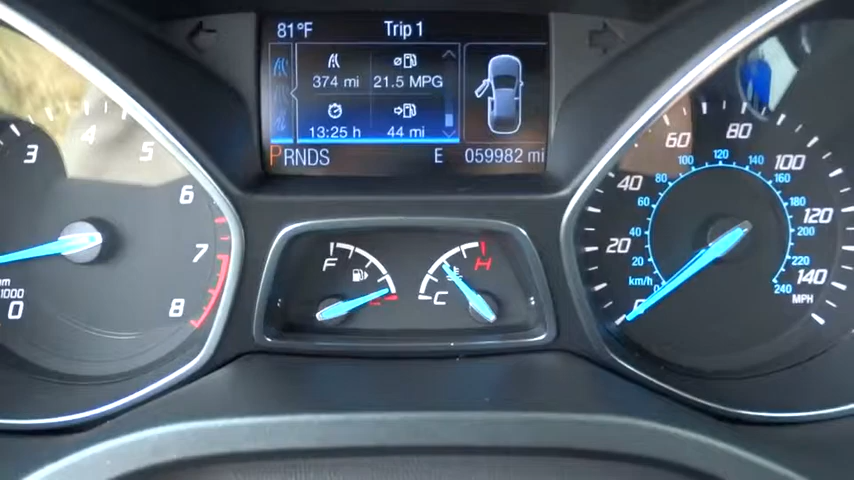 81°F
Trip 1
374 mi
⌀ 21.5 MPG
13:25 h
44 mi
PRNDS
E
059982 mi
0
3
4
5
6
7
8
1000
F
C
H
km/h
0
20
40
60
80
100
120
140
MPH
20
60
80
100
120
140
160
180
200
220
240